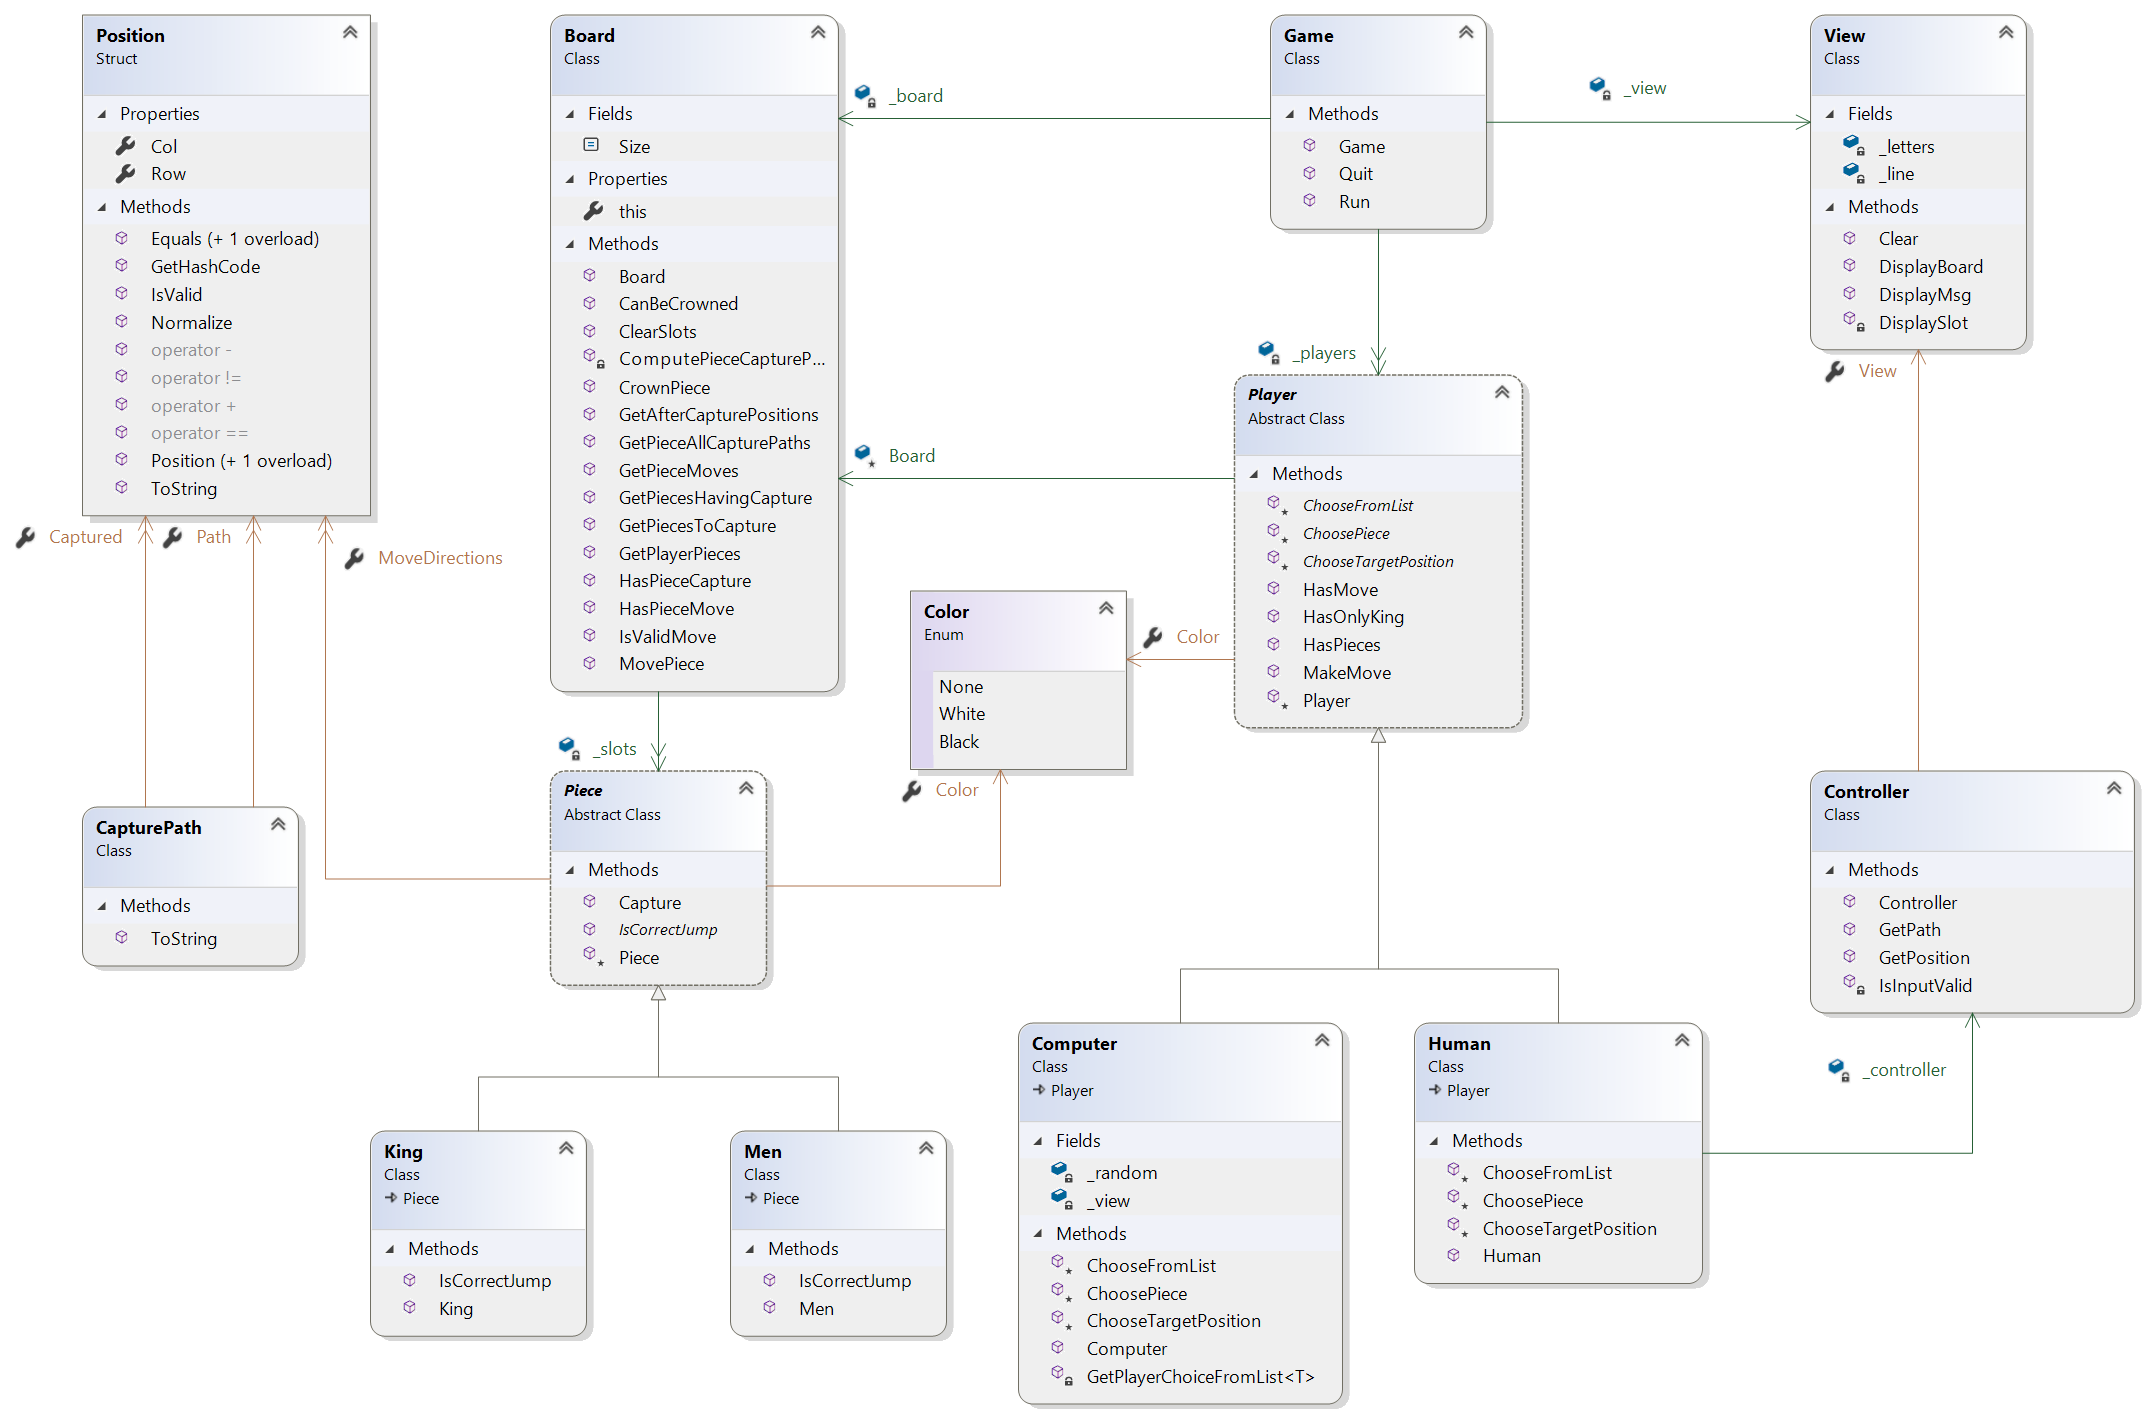 Position
Struct
Properties
Col
Row
Methods
Equals (+ 1 overload)
GetHashCode
IsValid
Normalize
operator -
operator !=
operator +
operator ==
Position (+ 1 overload)
ToString
Captured
Path
MoveDirections
CapturePath
Class
Methods
ToString
Board
Class
Fields
Size
Properties
this
Methods
Board
CanBeCrowned
ClearSlots
ComputePieceCaptureP...
CrownPiece
GetAfterCapturePositions
GetPieceAllCapturePaths
GetPieceMoves
GetPiecesHavingCapture
GetPiecesToCapture
GetPlayerPieces
HasPieceCapture
HasPieceMove
IsValidMove
MovePiece
_slots
Piece
Abstract Class
Methods
Capture
IsCorrectJump
Piece
King
Class
Piece
Methods
IsCorrectJump
King
Men
Class
Piece
Methods
IsCorrectJump
Men
_board
Board
Color
Enum
None
White
Black
Color
Color
Game
Class
Methods
Game
Quit
Run
_view
_players
Player
Abstract Class
Methods
ChooseFromList
ChoosePiece
ChooseTargetPosition
HasMove
HasOnlyKing
HasPieces
MakeMove
Player
Computer
Class
Player
Fields
_random
_view
Methods
ChooseFromList
ChoosePiece
ChooseTargetPosition
Computer
GetPlayerChoiceFromList<T>
Human
Class
Player
Methods
ChooseFromList
ChoosePiece
ChooseTargetPosition
Human
View
Class
Fields
_letters
_line
Methods
Clear
DisplayBoard
DisplayMsg
DisplaySlot
View
Controller
Class
Methods
Controller
GetPath
GetPosition
IsInputValid
_controller